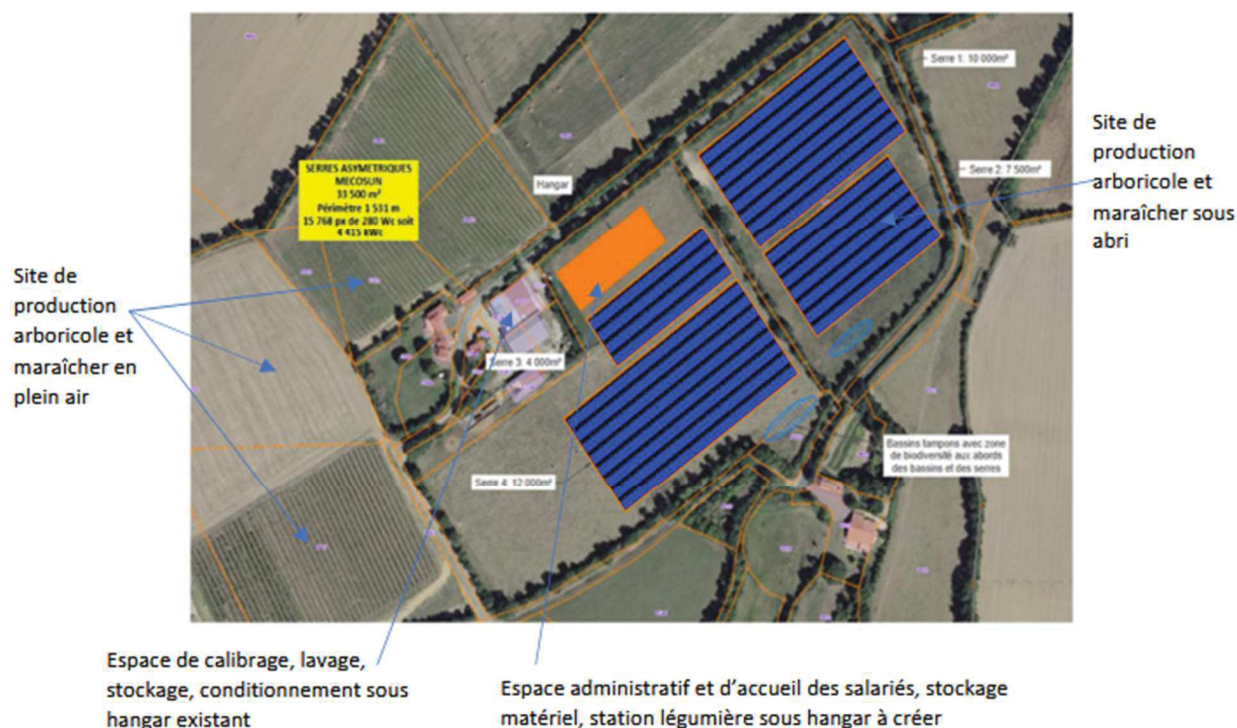 Serre 1: 10 000m²
Site de
production
arboricole et
maraîcher sous
abri
SERRES ASYMETRIQUES
MECOSUN
33 500 m²
Périmètre 1 531 m
15 768 px de 280 Wc soit
4 415 kWc
Serre 2: 7 500m²
Hangar
Site de
production
arboricole et
maraîcher en
plein air
Serre 3: 4 000m²
Bassins tampons avec zone
de biodiversité aux abords
des bassins et des serres
Serre 4: 12 000m²
Espace de calibrage, lavage,
stockage, conditionnement sous
hangar existant
Espace administratif et d’accueil des salariés, stockage
matériel, station légumière sous hangar à créer